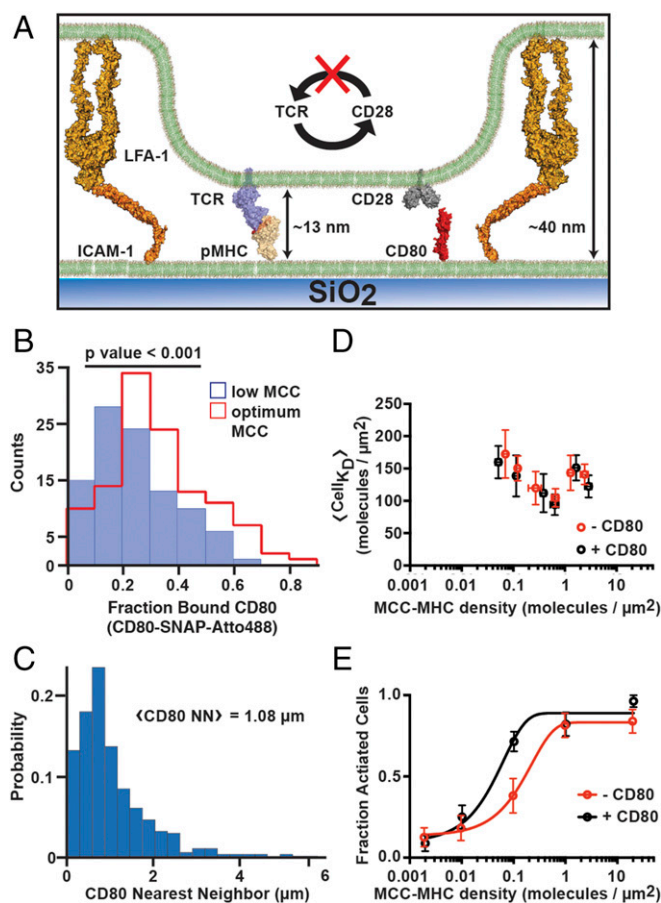 A
LFA-1
TCR
CD28
TCR
CD28
~13 nm
~40 nm
ICAM-1
pMHC
CD80
SiO2
B
p value < 0.001
35
25
15
5
Counts
low MCC
optimum
MCC
0
0.2
0.4
0.6
0.8
Fraction Bound CD80
(CD80-SNAP-Atto488)
C
0.2
0.1
0
Probability
⟨CD80 NN⟩ = 1.08 µm
0
2
4
6
CD80 Nearest Neighbor (µm)
D
250
200
150
100
50
0
⟨CellKD⟩
(molecules / µm²)
- CD80
+ CD80
0.001
0.01
0.1
1
10
MCC-MHC density (molecules / µm²)
E
1.0
0.5
0.0
Fraction Actiated Cells
- CD80
+ CD80
0.001
0.01
0.1
1
10
MCC-MHC density (molecules / µm²)